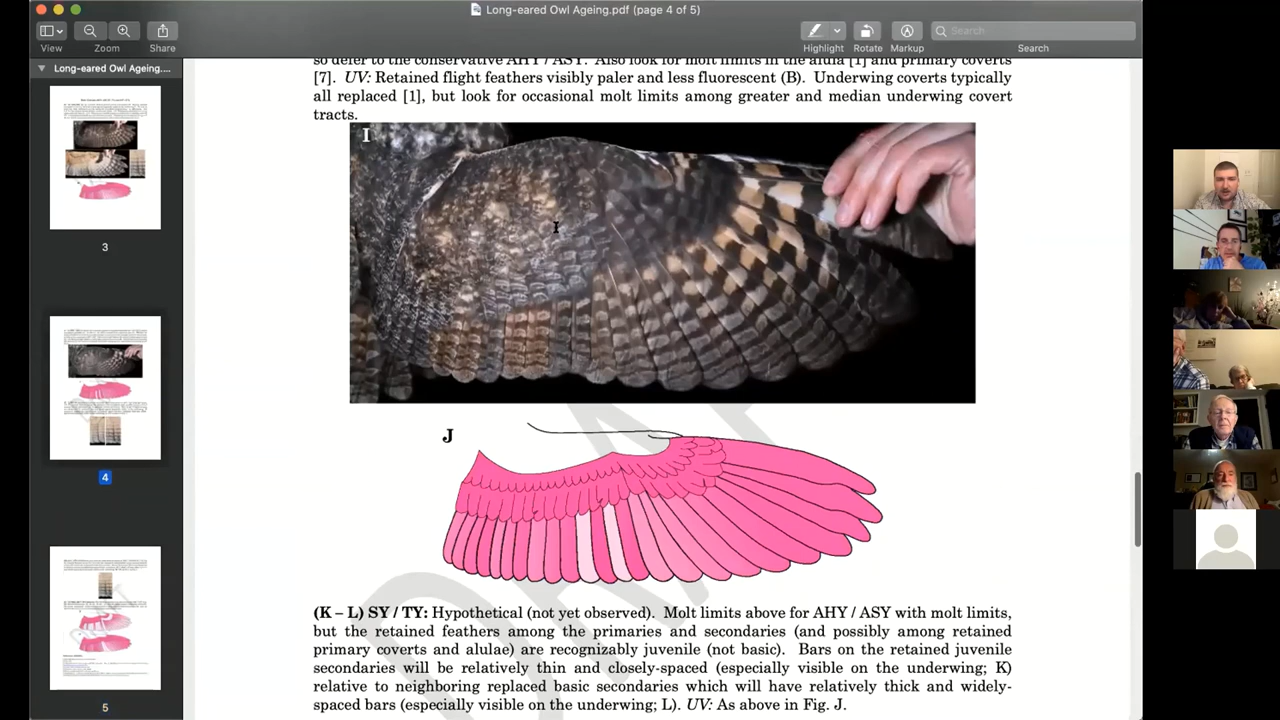 Long-eared Owl Ageing.pdf (page 4 of 5)
Search
View
Zoom
Share
Highlight
Rotate
Markup
Search
Long-eared Owl Ageing....
3
4
5
so defer to the conservative AHY / ASY. Also look for molt limits in the alula [1] and primary coverts
[7]. UV: Retained flight feathers visibly paler and less fluorescent (B). Underwing coverts typically
all replaced [1], but look for occasional molt limits among greater and median underwing covert
tracts.
I
J
(K – L) SY / TY: Hypothetical (not yet observed). Molt limits above for AHY / ASY with molt limits,
but the retained feathers among the primaries and secondaries (and possibly among retained
primary coverts and alula) are recognizably juvenile (not basic). Bars on the retained juvenile
secondaries will be relatively thin and closely-spaced (especially visible on the underwing; K)
relative to neighboring replaced basic secondaries which will have relatively thick and widely-
spaced bars (especially visible on the underwing; L). UV: As above in Fig. J.